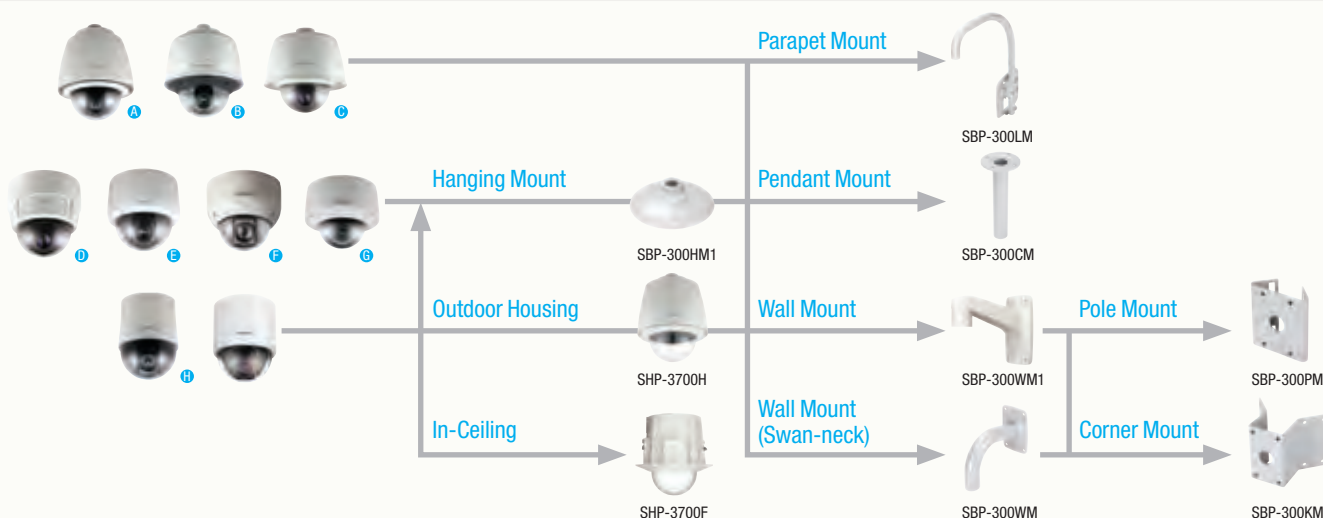 Parapet Mount
A
B
C
SBP-300LM
Hanging Mount
Pendant Mount
D
E
F
G
SBP-300HM1
SBP-300CM
Outdoor Housing
Wall Mount
Pole Mount
H
SHP-3700H
SBP-300WM1
SBP-300PM
In-Ceiling
Wall Mount
(Swan-neck)
Corner Mount
SHP-3700F
SBP-300WM
SBP-300KM